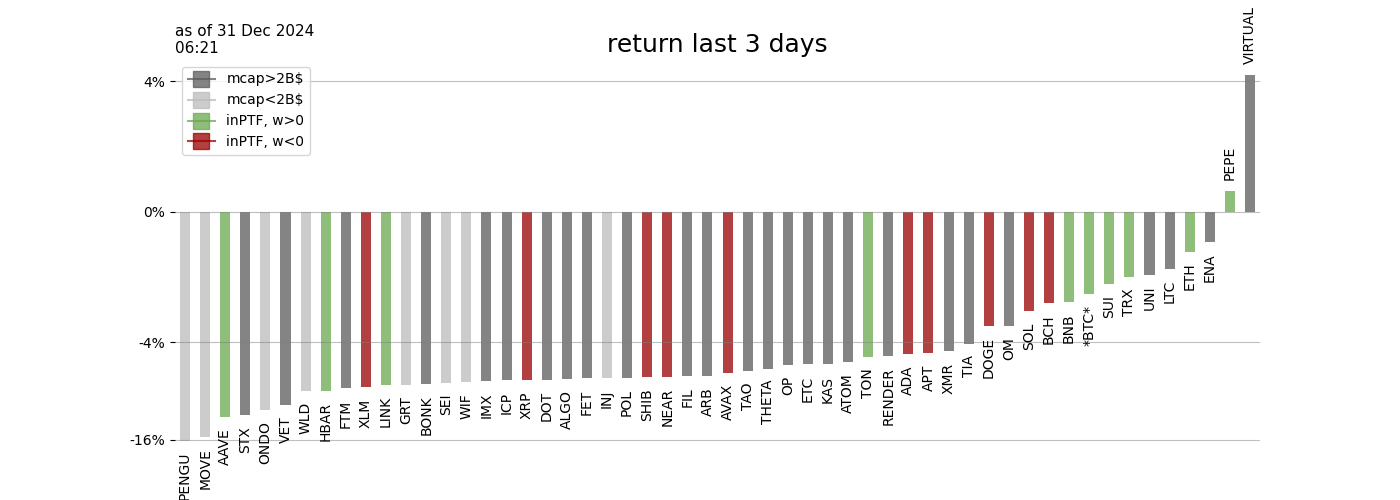 as of 31 Dec 2024
06:21
return last 3 days
mcap>2B$
mcap<2B$
inPTF, w>0
inPTF, w<0
4%
0%
-4%
-16%
PENGU
MOVE
AAVE
STX
ONDO
VET
WLD
HBAR
FTM
XLM
LINK
GRT
BONK
SEI
WIF
IMX
ICP
XRP
DOT
ALGO
FET
INJ
POL
SHIB
NEAR
FIL
ARB
AVAX
TAO
THETA
OP
ETC
KAS
ATOM
TON
RENDER
ADA
APT
XMR
TIA
DOGE
OM
SOL
BCH
BNB
*BTC*
SUI
TRX
UNI
LTC
ETH
ENA
PEPE
VIRTUAL